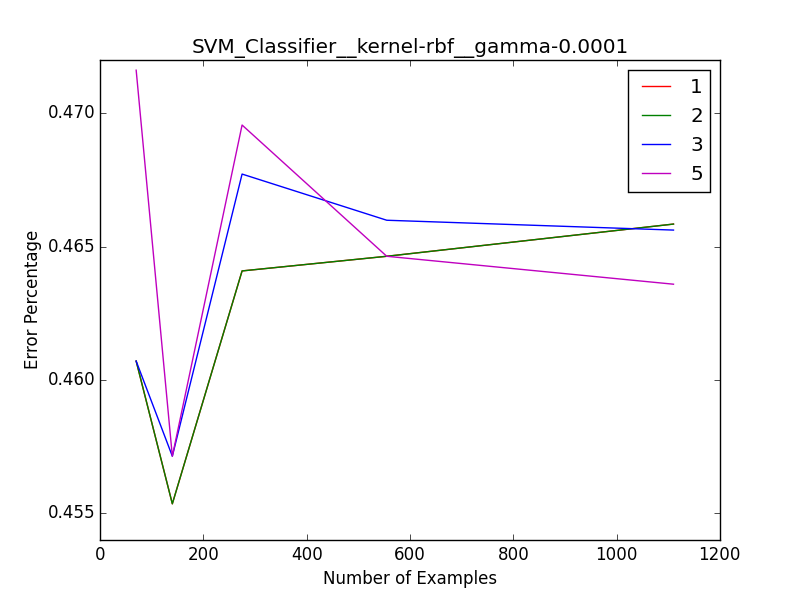 SVM_Classifier__kernel-rbf__gamma-0.0001
1
2
3
5
0.470
0.465
0.460
0.455
Error Percentage
0 200 400 600 800 1000 1200
Number of Examples